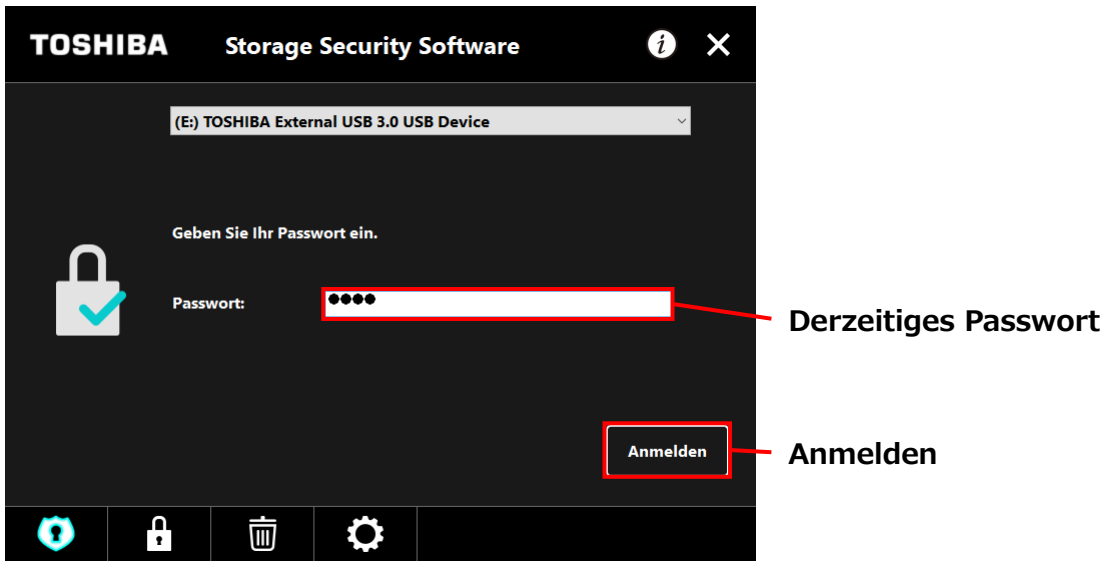 TOSHIBA Storage Security Software
(E:) TOSHIBA External USB 3.0 USB Device
Geben Sie Ihr Passwort ein.
Passwort:
Derzeitiges Passwort
Anmelden
Anmelden